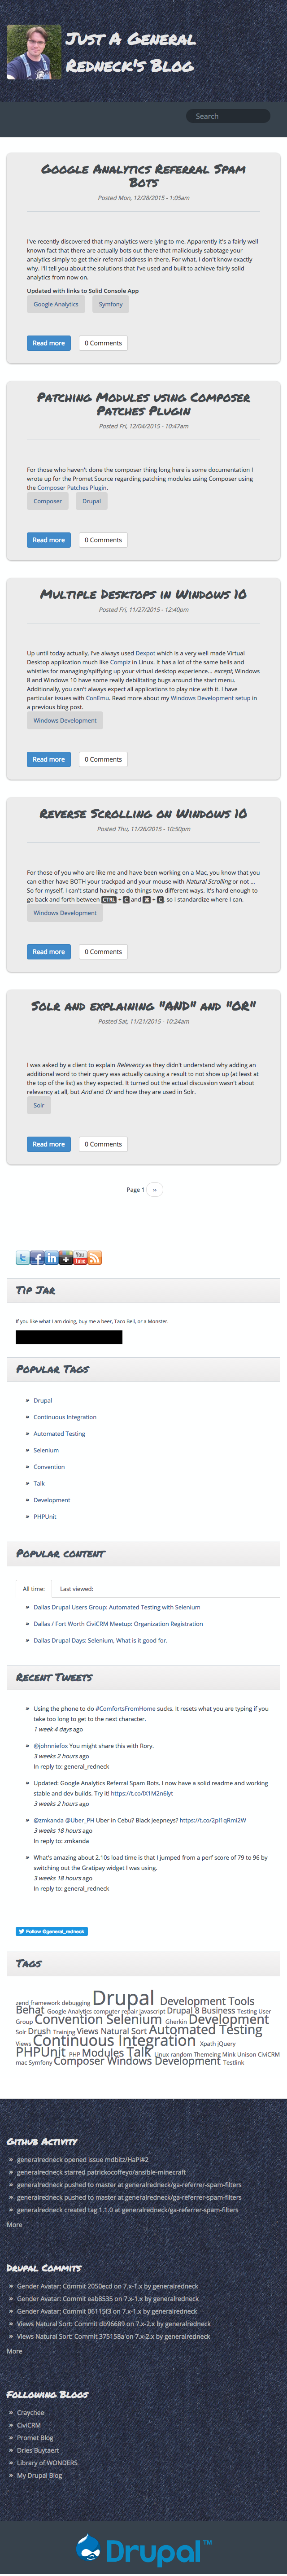 Just A General
Redneck's Blog
Search
Google Analytics Referral Spam
Bots
Posted Mon, 12/28/2015 - 1:05am
I've recently discovered that my analytics were lying to me. Apparently it's a fairly well
known fact that there are actually bots out there that maliciously sabotage your
analytics simply to get their referral address in there. For what, I don't know exactly
why. I'll tell you about the solutions that I've used and built to achieve fairly solid
analytics from now on.
Updated with links to Solid Console App
Google Analytics Symfony
Read more 0 Comments
Patching Modules using Composer
Patches Plugin
Posted Fri, 12/04/2015 - 10:47am
For those who haven't done the composer thing long here is some documentation I
wrote up for the Promet Source regarding patching modules using Composer using
the Composer Patches Plugin.
Composer Drupal
Read more 0 Comments
Multiple Desktops in Windows 10
Posted Fri, 11/27/2015 - 12:40pm
Up until today actually, I've always used Dexpot which is a very well made Virtual
Desktop application much like Compiz in Linux. It has a lot of the same bells and
whistles for managing/spiffying up your virtual desktop experience... except, Windows
8 and Windows 10 have some really debilitating bugs around the start menu.
Additionally, you can't always expect all applications to play nice with it. I have
particular issues with ConEmu. Read more about my Windows Development setup in
a previous blog post.
Windows Development
Read more 0 Comments
Reverse Scrolling on Windows 10
Posted Thu, 11/26/2015 - 10:50pm
For those of you who are like me and have been working on a Mac, you know that you
can either have BOTH your trackpad and your mouse with Natural Scrolling or not ...
So for myself, I can't stand having to do things two different ways. It's hard enough to
go back and forth between CTRL + C and ⌘ + C. so I standardize where I can.
Windows Development
Read more 0 Comments
Solr and explaining "AND" and "OR"
Posted Sat, 11/21/2015 - 10:24am
I was asked by a client to explain Relevancy as they didn't understand why adding an
additional word to their query was actually causing a result to not show up (at least at
the top of the list) as they expected. It turned out the actual discussion wasn't about
relevancy at all, but And and Or and how they are used in Solr.
Solr
Read more 0 Comments
Page 1 ››
You
Tube
Tip Jar
If you like what I am doing, buy me a beer, Taco Bell, or a Monster.
Popular Tags
» Drupal
» Continuous Integration
» Automated Testing
» Selenium
» Convention
» Talk
» Development
» PHPUnit
Popular content
All time: Last viewed:
» Dallas Drupal Users Group: Automated Testing with Selenium
» Dallas / Fort Worth CiviCRM Meetup: Organization Registration
» Dallas Drupal Days: Selenium, What is it good for.
Recent Tweets
» Using the phone to do #ComfortsFromHome sucks. It resets what you are typing if you
take too long to get to the next character.
1 week 4 days ago
» @johnniefox You might share this with Rory.
3 weeks 2 hours ago
In reply to: general_redneck
» Updated: Google Analytics Referral Spam Bots. I now have a solid readme and working
stable and dev builds. Try it! https://t.co/lX1M2n6lyt
3 weeks 2 hours ago
» @zmkanda @Uber_PH Uber in Cebu? Black Jeepneys? https://t.co/2pI1qRmi2W
3 weeks 18 hours ago
In reply to: zmkanda
» What's amazing about 2.10s load time is that I jumped from a perf score of 79 to 96 by
switching out the Gratipay widget I was using.
3 weeks 18 hours ago
In reply to: general_redneck
Follow @general_redneck
Tags
zend framework debugging Drupal Development Tools
Behat Google Analytics computer repair Javascript Drupal 8 Business Testing User
Group Convention Selenium Gherkin Development
Solr Drush Training Views Natural Sort Automated Testing
Views Continuous Integration Xpath jQuery
PHPUnit PHP Modules Talk Linux random Themeing Mink Unison CiviCRM
mac Symfony Composer Windows Development Testlink
Github Activity
» generalredneck opened issue mdbitz/HaPi#2
» generalredneck starred patrickocoffeyo/ansible-minecraft
» generalredneck pushed to master at generalredneck/ga-referrer-spam-filters
» generalredneck pushed to master at generalredneck/ga-referrer-spam-filters
» generalredneck created tag 1.1.0 at generalredneck/ga-referrer-spam-filters
More
Drupal Commits
» Gender Avatar: Commit 2050ecd on 7.x-1.x by generalredneck
» Gender Avatar: Commit eab8535 on 7.x-1.x by generalredneck
» Gender Avatar: Commit 06115f3 on 7.x-1.x by generalredneck
» Views Natural Sort: Commit db96689 on 7.x-2.x by generalredneck
» Views Natural Sort: Commit 375158a on 7.x-2.x by generalredneck
More
Following Blogs
» Craychee
» CiviCRM
» Promet Blog
» Dries Buytaert
» Library of WONDERS
» My Drupal Blog
Drupal™